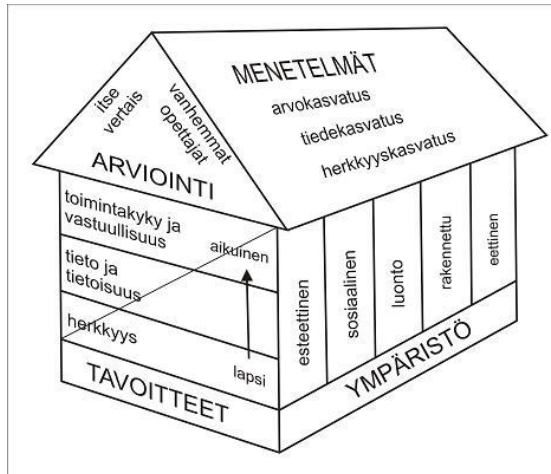 MENETELMÄT
arvokasvatus
tiedekasvatus
herkkyyskasvatus
itse
vertais
vanhemmat
opettajat
ARVIOINTI
toimintakyky ja
vastuullisuus
aikuinen
tieto ja
tietoisuus
herkkyys
lapsi
TAVOITTEET
esteettinen
sosiaalinen
luonto
rakennettu
eettinen
YMPÄRISTÖ